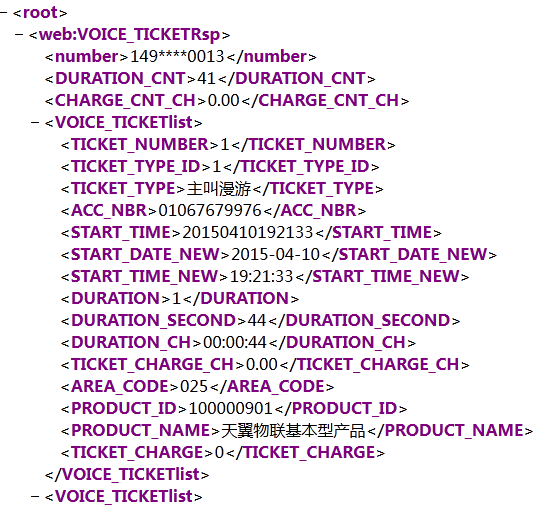 − <root>
− <web:VOICE_TICKETRsp>
<number>149****0013</number>
<DURATION_CNT>41</DURATION_CNT>
<CHARGE_CNT_CH>0.00</CHARGE_CNT_CH>
− <VOICE_TICKETlist>
<TICKET_NUMBER>1</TICKET_NUMBER>
<TICKET_TYPE_ID>1</TICKET_TYPE_ID>
<TICKET_TYPE>主叫漫游</TICKET_TYPE>
<ACC_NBR>01067679976</ACC_NBR>
<START_TIME>20150410192133</START_TIME>
<START_DATE_NEW>2015-04-10</START_DATE_NEW>
<START_TIME_NEW>19:21:33</START_TIME_NEW>
<DURATION>1</DURATION>
<DURATION_SECOND>44</DURATION_SECOND>
<DURATION_CH>00:00:44</DURATION_CH>
<TICKET_CHARGE_CH>0.00</TICKET_CHARGE_CH>
<AREA_CODE>025</AREA_CODE>
<PRODUCT_ID>100000901</PRODUCT_ID>
<PRODUCT_NAME>天翼物联基本型产品</PRODUCT_NAME>
<TICKET_CHARGE>0</TICKET_CHARGE>
</VOICE_TICKETlist>
− <VOICE_TICKETlist>